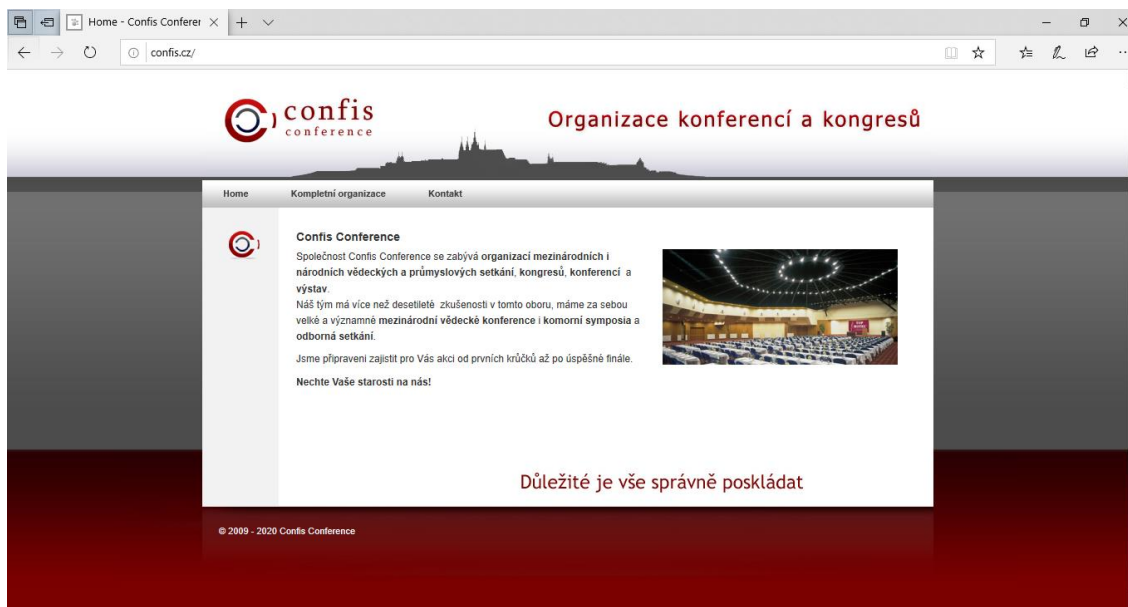 Home - Confis Conferer
confis.cz/
confis
conference
Organizace konferencí a kongresů
Home
Kompletní organizace
Kontakt
Confis Conference
Společnost Confis Conference se zabývá organizací mezinárodních i
národních vědeckých a průmyslových setkání, kongresů, konferencí a
výstav.
Náš tým má více než desetileté zkušenosti v tomto oboru, máme za sebou
velké a významné mezinárodní vědecké konference i komorní symposia a
odborná setkání.
Jsme připraveni zajistit pro Vás akci od prvních krůčků až po úspěšné finále.
Nechte Vaše starosti na nás!
Důležité je vše správně poskládat
© 2009 - 2020 Confis Conference